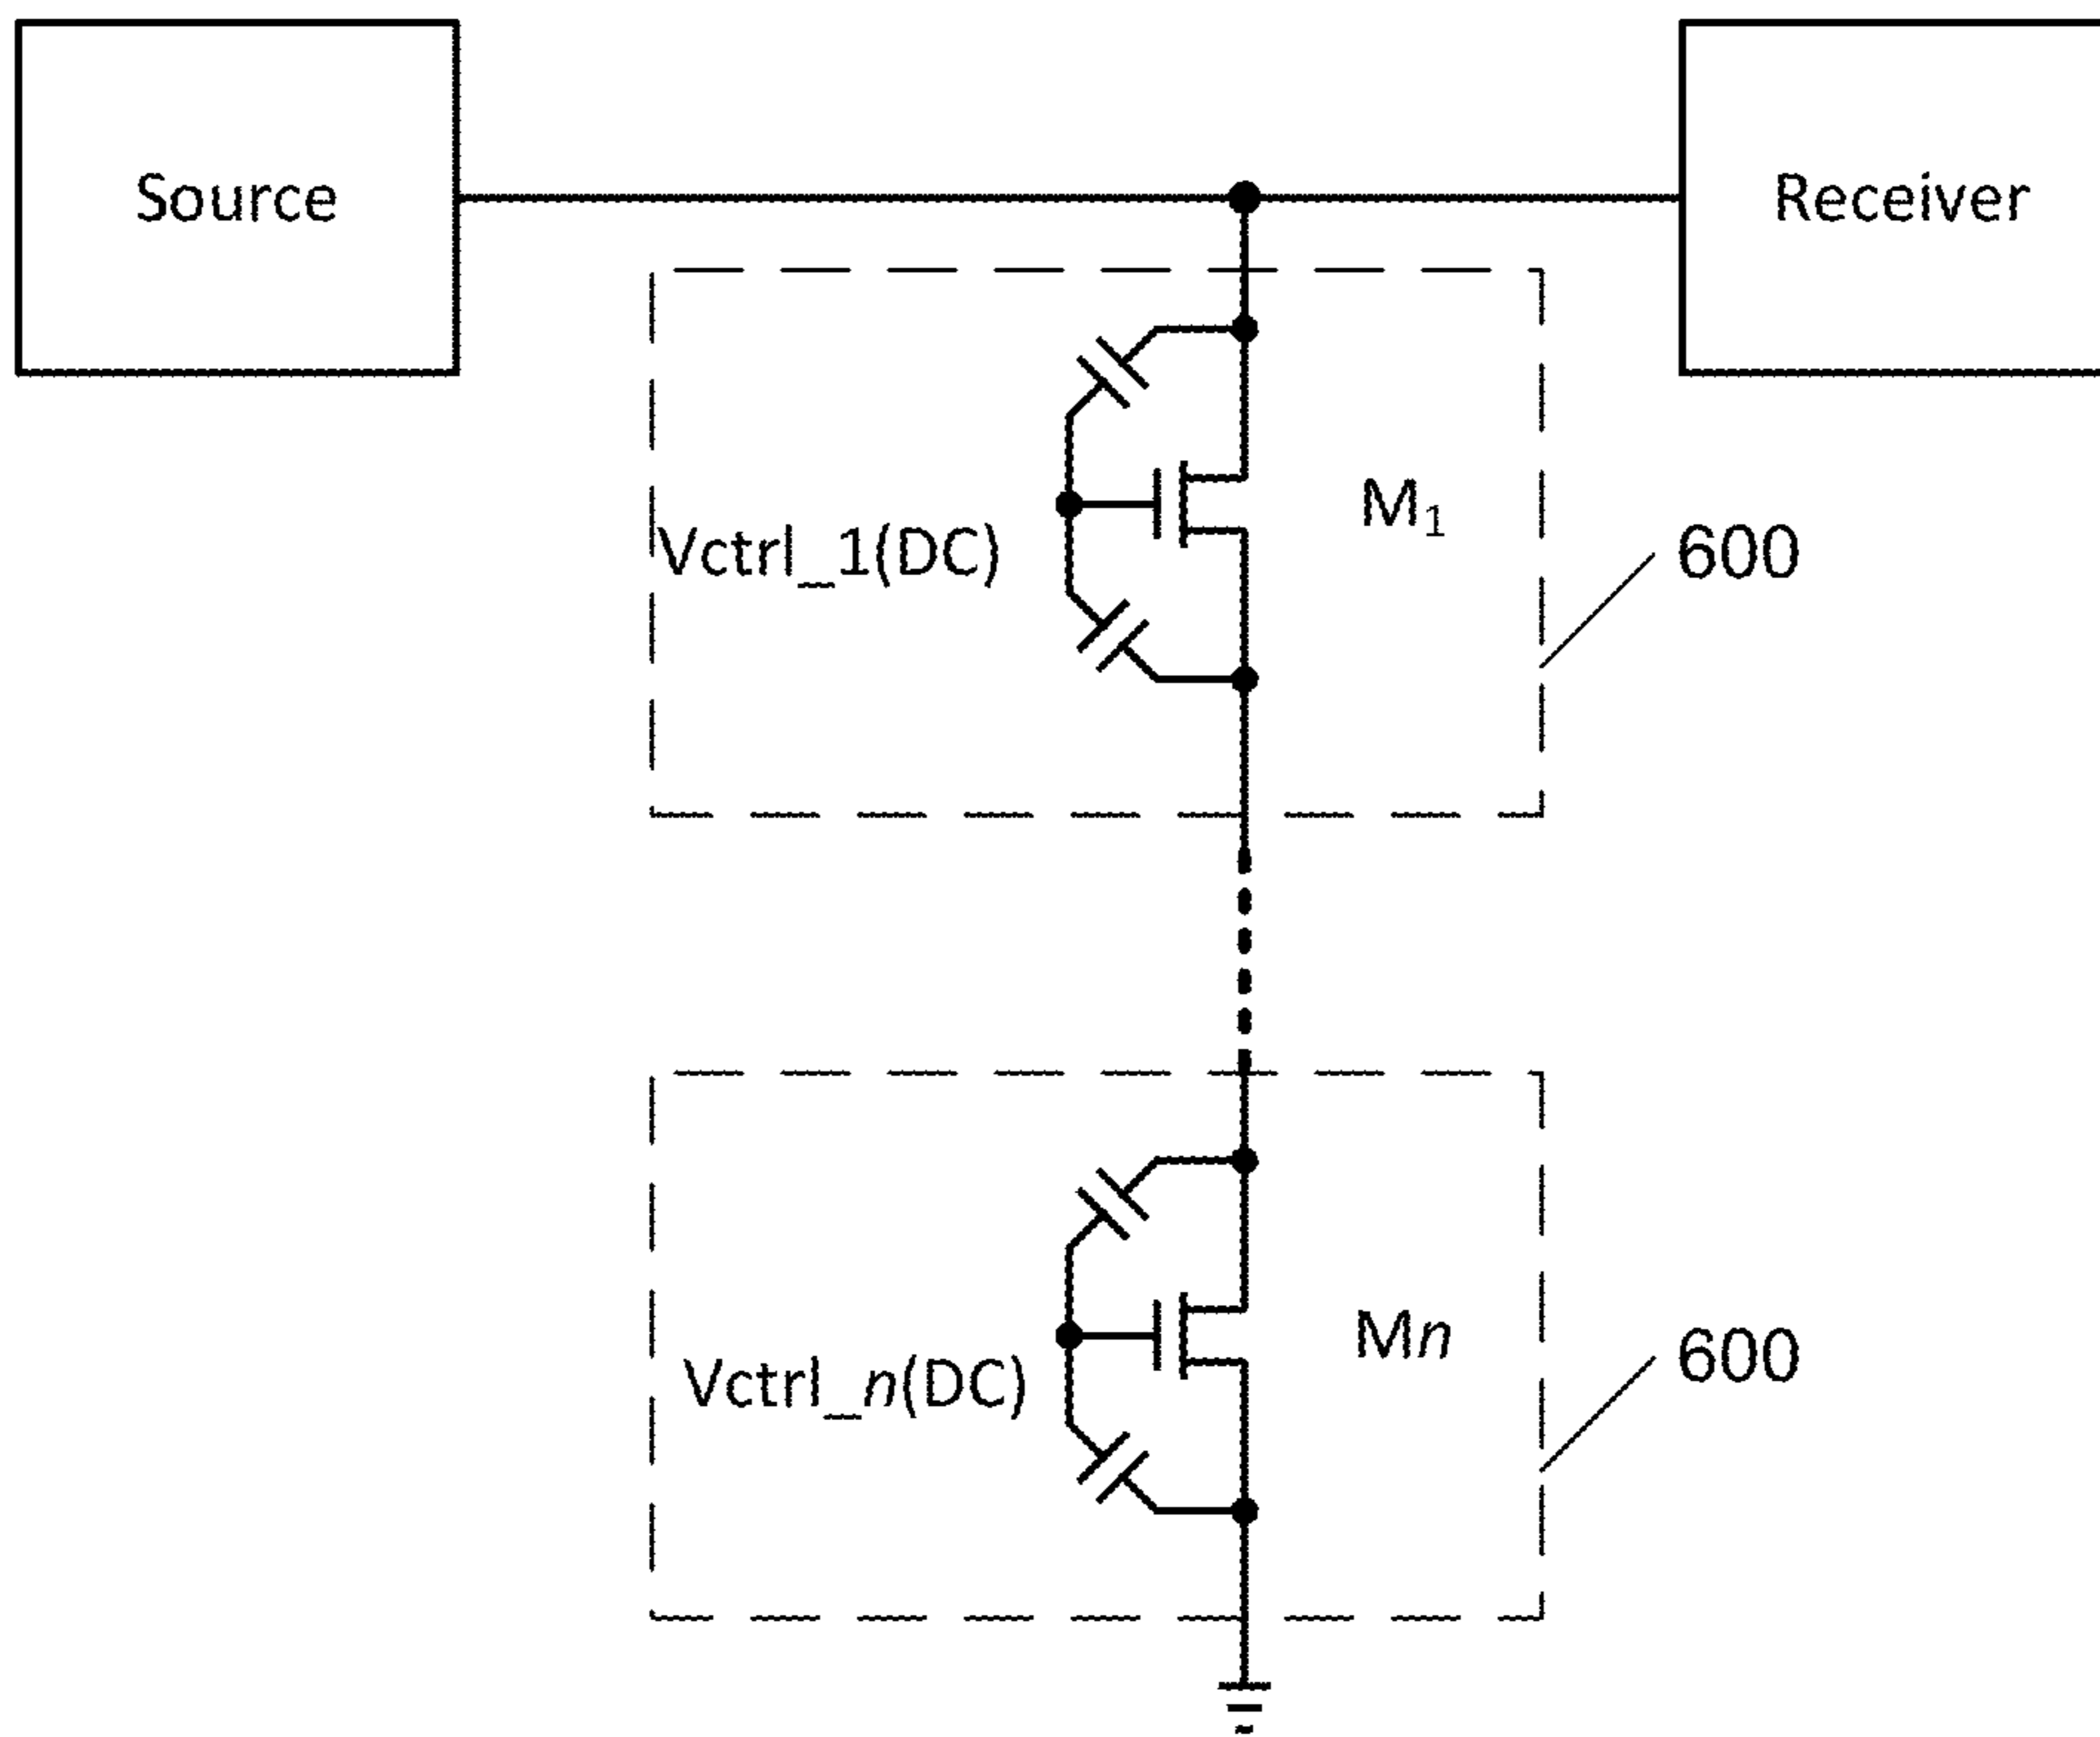 Source
Receiver
M₁
Vctrl_1(DC)
600
Mn
Vctrl_n(DC)
600